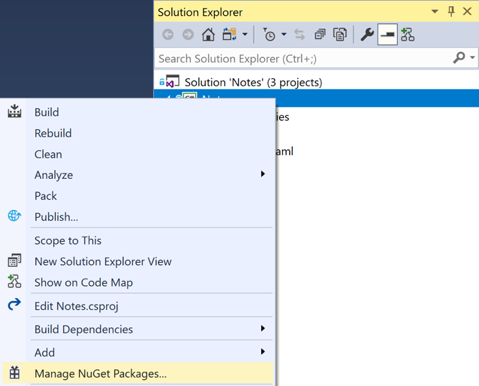 Solution Explorer
Search Solution Explorer (Ctrl+;)
Solution 'Notes' (3 projects)
Build
Rebuild
Clean
Analyze
Pack
Publish...
Scope to This
New Solution Explorer View
Show on Code Map
Edit Notes.csproj
Build Dependencies
Add
Manage NuGet Packages...
ies
aml